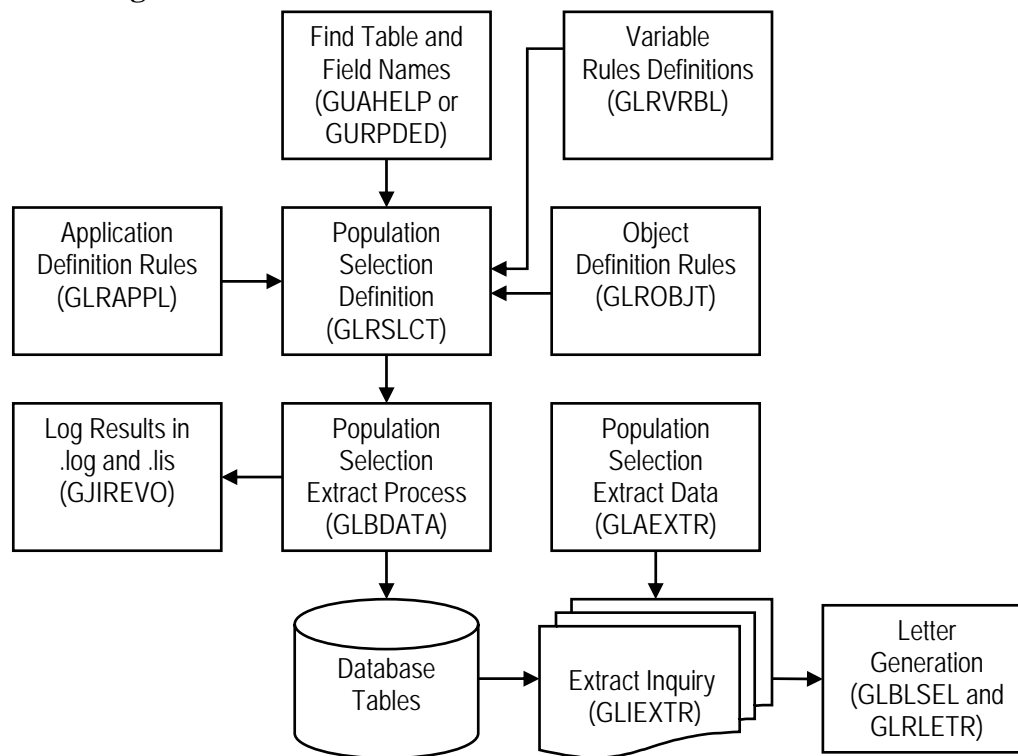 Find Table and
Field Names
(GUAHELP or
GURPDED)
Variable
Rules Definitions
(GLRVRBL)
Application
Definition Rules
(GLRAPPL)
Population
Selection
Definition
(GLRSLCT)
Object
Definition Rules
(GLROBJT)
Log Results in
.log and .lis
(GJIREVO)
Population
Selection
Extract Process
(GLBDATA)
Population
Selection
Extract Data
(GLAEXTR)
Database
Tables
Extract Inquiry
(GLIEXTR)
Letter
Generation
(GLBLSEL and
GLRLETR)